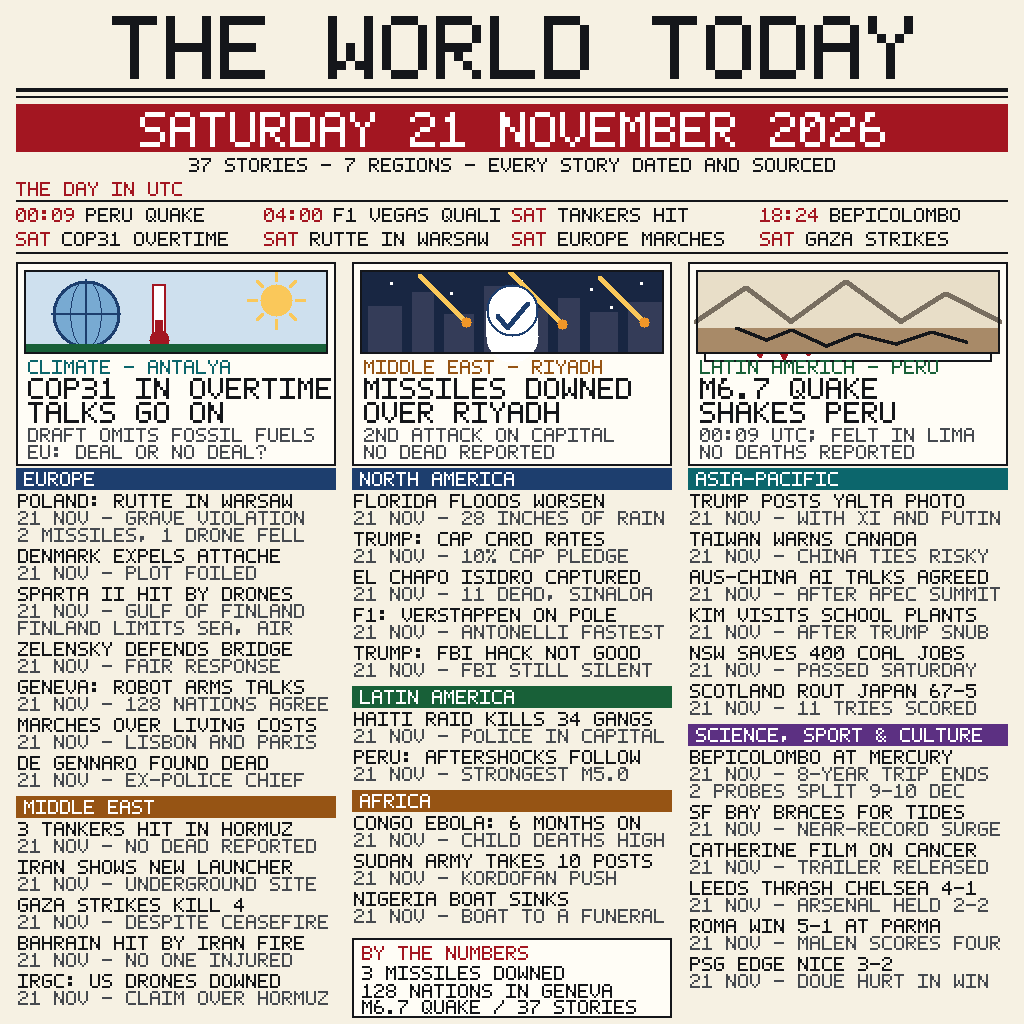 THE WORLD TODAY
SATURDAY 21 NOVEMBER 2026
37 STORIES - 7 REGIONS - EVERY STORY DATED AND SOURCED
THE DAY IN UTC
00:09 PERU QUAKE
04:00 F1 VEGAS QUALI
SAT TANKERS HIT
18:24 BEPICOLOMBO
SAT COP31 OVERTIME
SAT RUTTE IN WARSAW
SAT EUROPE MARCHES
SAT GAZA STRIKES
CLIMATE - ANTALYA
COP31 IN OVERTIME
TALKS GO ON
DRAFT OMITS FOSSIL FUELS
EU: DEAL OR NO DEAL?
MIDDLE EAST - RIYADH
MISSILES DOWNED
OVER RIYADH
2ND ATTACK ON CAPITAL
NO DEAD REPORTED
LATIN AMERICA - PERU
M6.7 QUAKE
SHAKES PERU
00:09 UTC; FELT IN LIMA
NO DEATHS REPORTED
EUROPE
POLAND: RUTTE IN WARSAW
21 NOV - GRAVE VIOLATION
2 MISSILES, 1 DRONE FELL
DENMARK EXPELS ATTACHE
21 NOV - PLOT FOILED
SPARTA II HIT BY DRONES
21 NOV - GULF OF FINLAND
FINLAND LIMITS SEA, AIR
ZELENSKY DEFENDS BRIDGE
21 NOV - FAIR RESPONSE
GENEVA: ROBOT ARMS TALKS
21 NOV - 128 NATIONS AGREE
MARCHES OVER LIVING COSTS
21 NOV - LISBON AND PARIS
DE GENNARO FOUND DEAD
21 NOV - EX-POLICE CHIEF
MIDDLE EAST
3 TANKERS HIT IN HORMUZ
21 NOV - NO DEAD REPORTED
IRAN SHOWS NEW LAUNCHER
21 NOV - UNDERGROUND SITE
GAZA STRIKES KILL 4
21 NOV - DESPITE CEASEFIRE
BAHRAIN HIT BY IRAN FIRE
21 NOV - NO ONE INJURED
IRGC: US DRONES DOWNED
21 NOV - CLAIM OVER HORMUZ
NORTH AMERICA
FLORIDA FLOODS WORSEN
21 NOV - 28 INCHES OF RAIN
TRUMP: CAP CARD RATES
21 NOV - 10% CAP PLEDGE
EL CHAPO ISIDRO CAPTURED
21 NOV - 11 DEAD, SINALOA
F1: VERSTAPPEN ON POLE
21 NOV - ANTONELLI FASTEST
TRUMP: FBI HACK NOT GOOD
21 NOV - FBI STILL SILENT
LATIN AMERICA
HAITI RAID KILLS 34 GANGS
21 NOV - POLICE IN CAPITAL
PERU: AFTERSHOCKS FOLLOW
21 NOV - STRONGEST M5.0
AFRICA
CONGO EBOLA: 6 MONTHS ON
21 NOV - CHILD DEATHS HIGH
SUDAN ARMY TAKES 10 POSTS
21 NOV - KORDOFAN PUSH
NIGERIA BOAT SINKS
21 NOV - BOAT TO A FUNERAL
BY THE NUMBERS
3 MISSILES DOWNED
128 NATIONS IN GENEVA
M6.7 QUAKE / 37 STORIES
ASIA-PACIFIC
TRUMP POSTS YALTA PHOTO
21 NOV - WITH XI AND PUTIN
TAIWAN WARNS CANADA
21 NOV - CHINA TIES RISKY
AUS-CHINA AI TALKS AGREED
21 NOV - AFTER APEC SUMMIT
KIM VISITS SCHOOL PLANTS
21 NOV - AFTER TRUMP SNUB
NSW SAVES 400 COAL JOBS
21 NOV - PASSED SATURDAY
SCOTLAND ROUT JAPAN 67-5
21 NOV - 11 TRIES SCORED
SCIENCE, SPORT & CULTURE
BEPICOLOMBO AT MERCURY
21 NOV - 8-YEAR TRIP ENDS
2 PROBES SPLIT 9-10 DEC
SF BAY BRACES FOR TIDES
21 NOV - NEAR-RECORD SURGE
CATHERINE FILM ON CANCER
21 NOV - TRAILER RELEASED
LEEDS THRASH CHELSEA 4-1
21 NOV - ARSENAL HELD 2-2
ROMA WIN 5-1 AT PARMA
21 NOV - MALEN SCORES FOUR
PSG EDGE NICE 3-2
21 NOV - DOUE HURT IN WIN